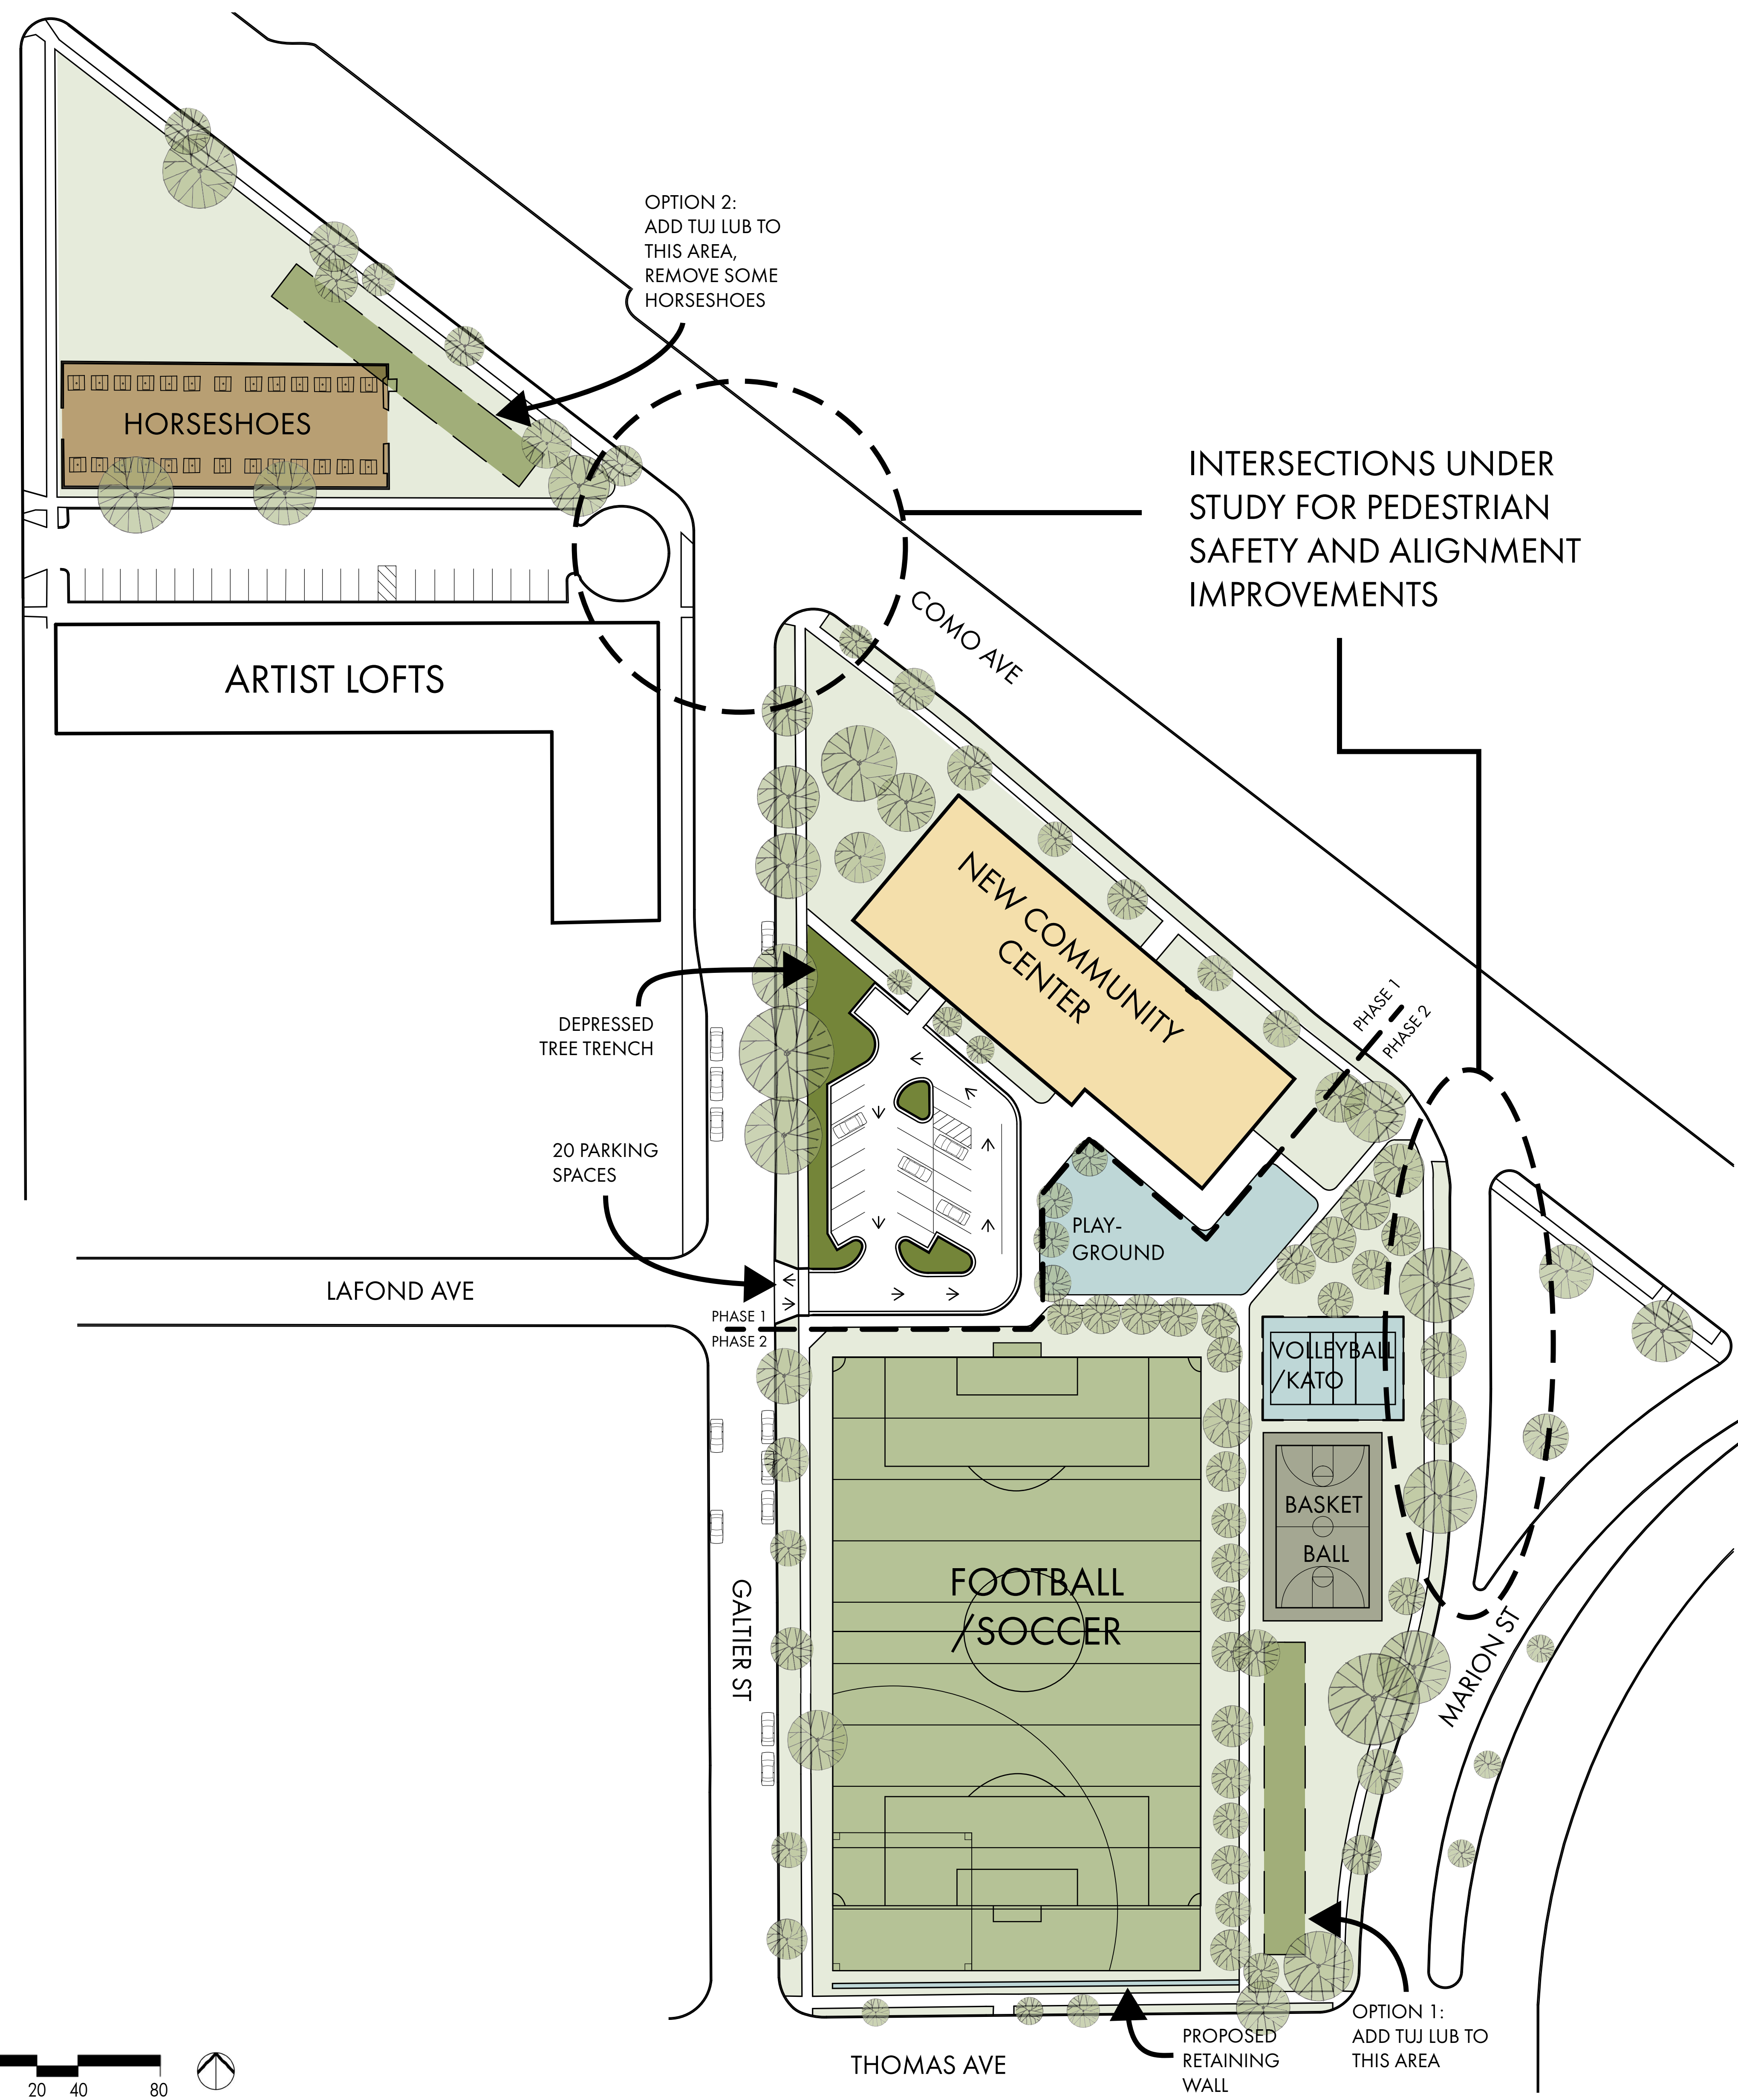 OPTION 2:
ADD TUJ LUB TO
THIS AREA,
REMOVE SOME
HORSESHOES
HORSESHOES
INTERSECTIONS UNDER
STUDY FOR PEDESTRIAN
SAFETY AND ALIGNMENT
IMPROVEMENTS
COMO AVE
ARTIST LOFTS
NEW COMMUNITY
CENTER
PHASE 1
PHASE 2
DEPRESSED
TREE TRENCH
20 PARKING
SPACES
PLAY-
GROUND
LAFOND AVE
PHASE 1
PHASE 2
VOLLEYBALL
/KATO
BASKET
BALL
FOOTBALL
/SOCCER
GALTIER ST
MARION ST
OPTION 1:
ADD TUJ LUB TO
THIS AREA
PROPOSED
RETAINING
WALL
THOMAS AVE
20 40 80